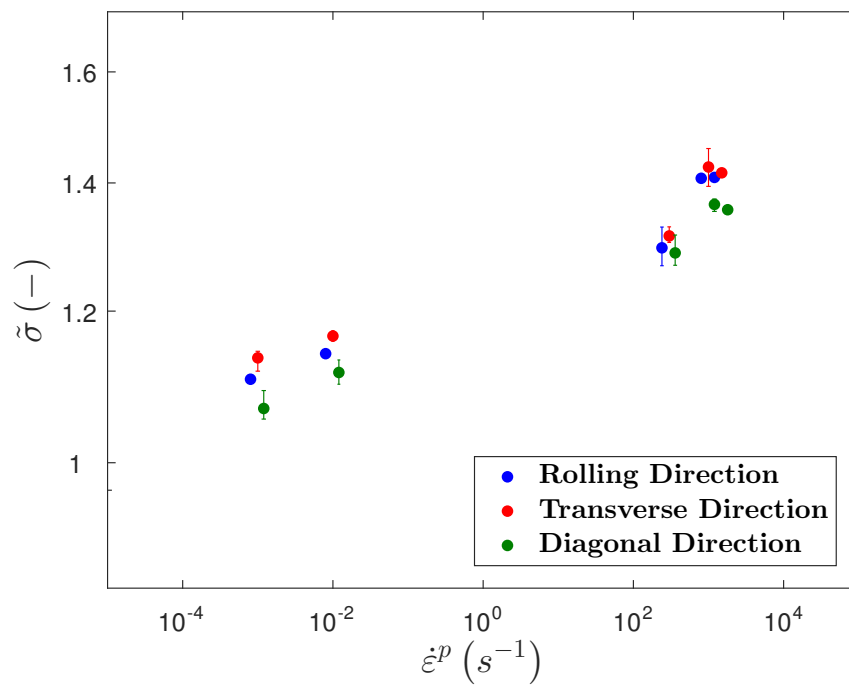 1.6
1.4
1.2
1
σ̃ (−)
10⁻⁴
10⁻²
10⁰
10²
10⁴
ε̇ᵖ (s⁻¹)
Rolling Direction
Transverse Direction
Diagonal Direction